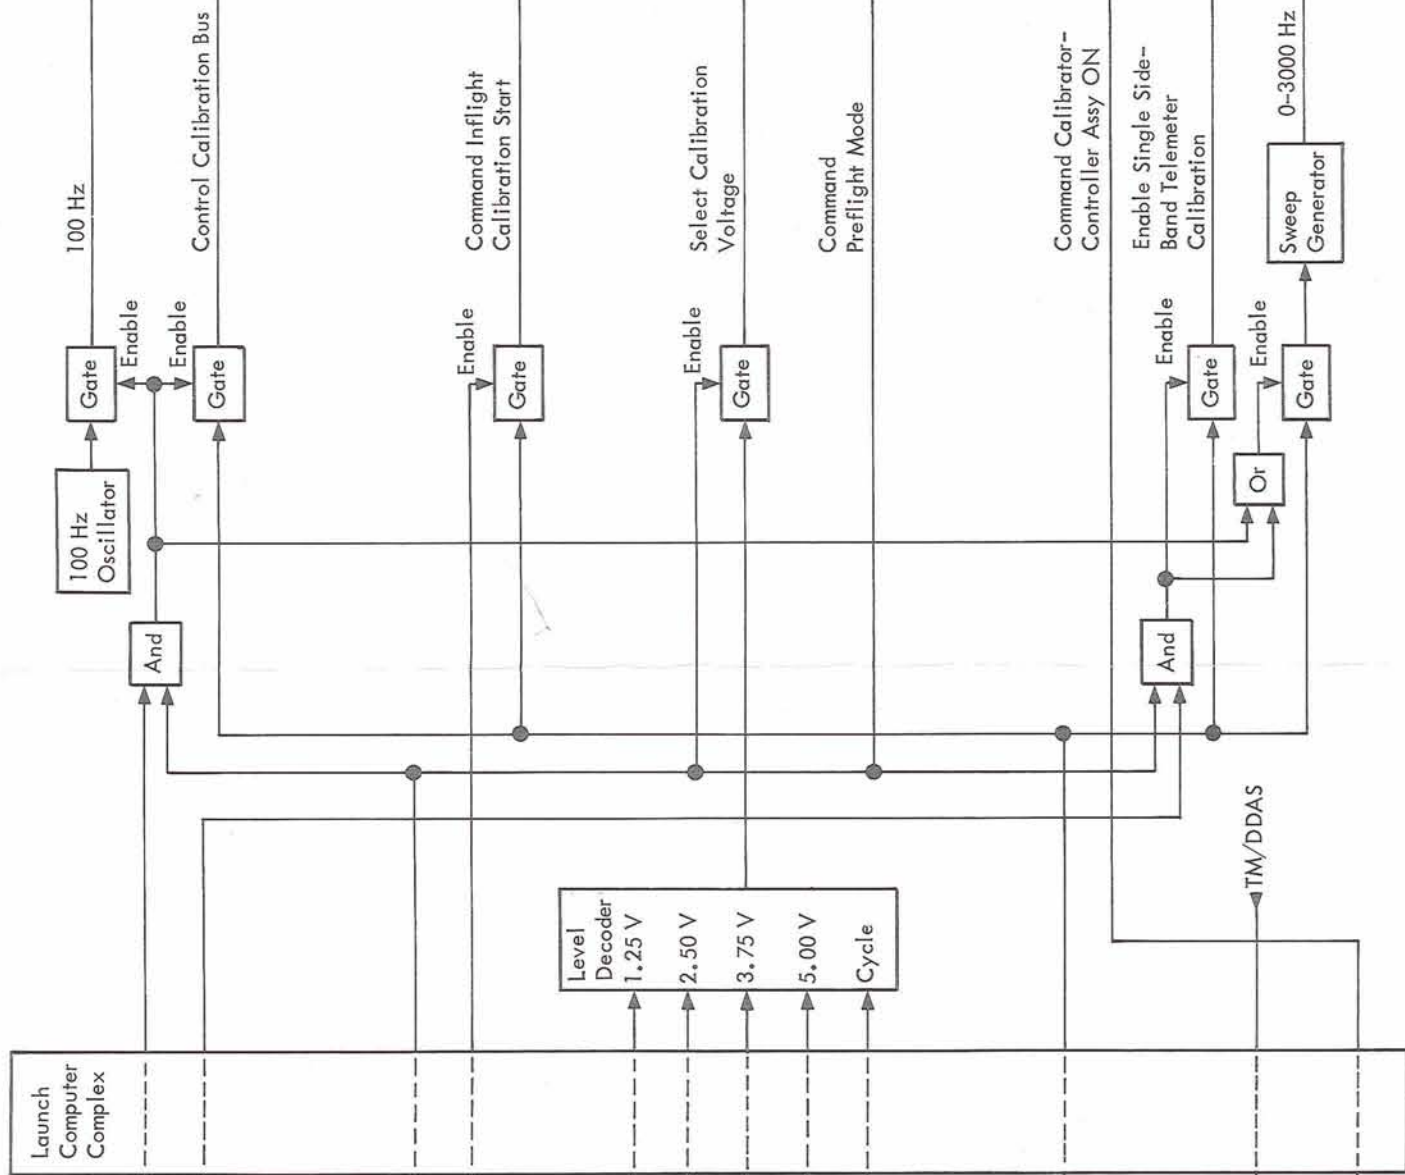 100 Hz
Control Calibration Bus
Command Inflight
Calibration Start
Select Calibration
Voltage
Command
Preflight Mode
Command Calibrator-
Controller Assy ON
Enable Single Side-
Band Telemeter
Calibration
0-3000 Hz
Sweep
Generator
Gate
Enable
Enable
Gate
Enable
Gate
Enable
Gate
Enable
Gate
Enable
Gate
100 Hz
Oscillator
Or
And
And
Level
Decoder
1.25 V
2.50 V
3.75 V
5.00 V
Cycle
TM/DDAS
Launch
Computer
Complex